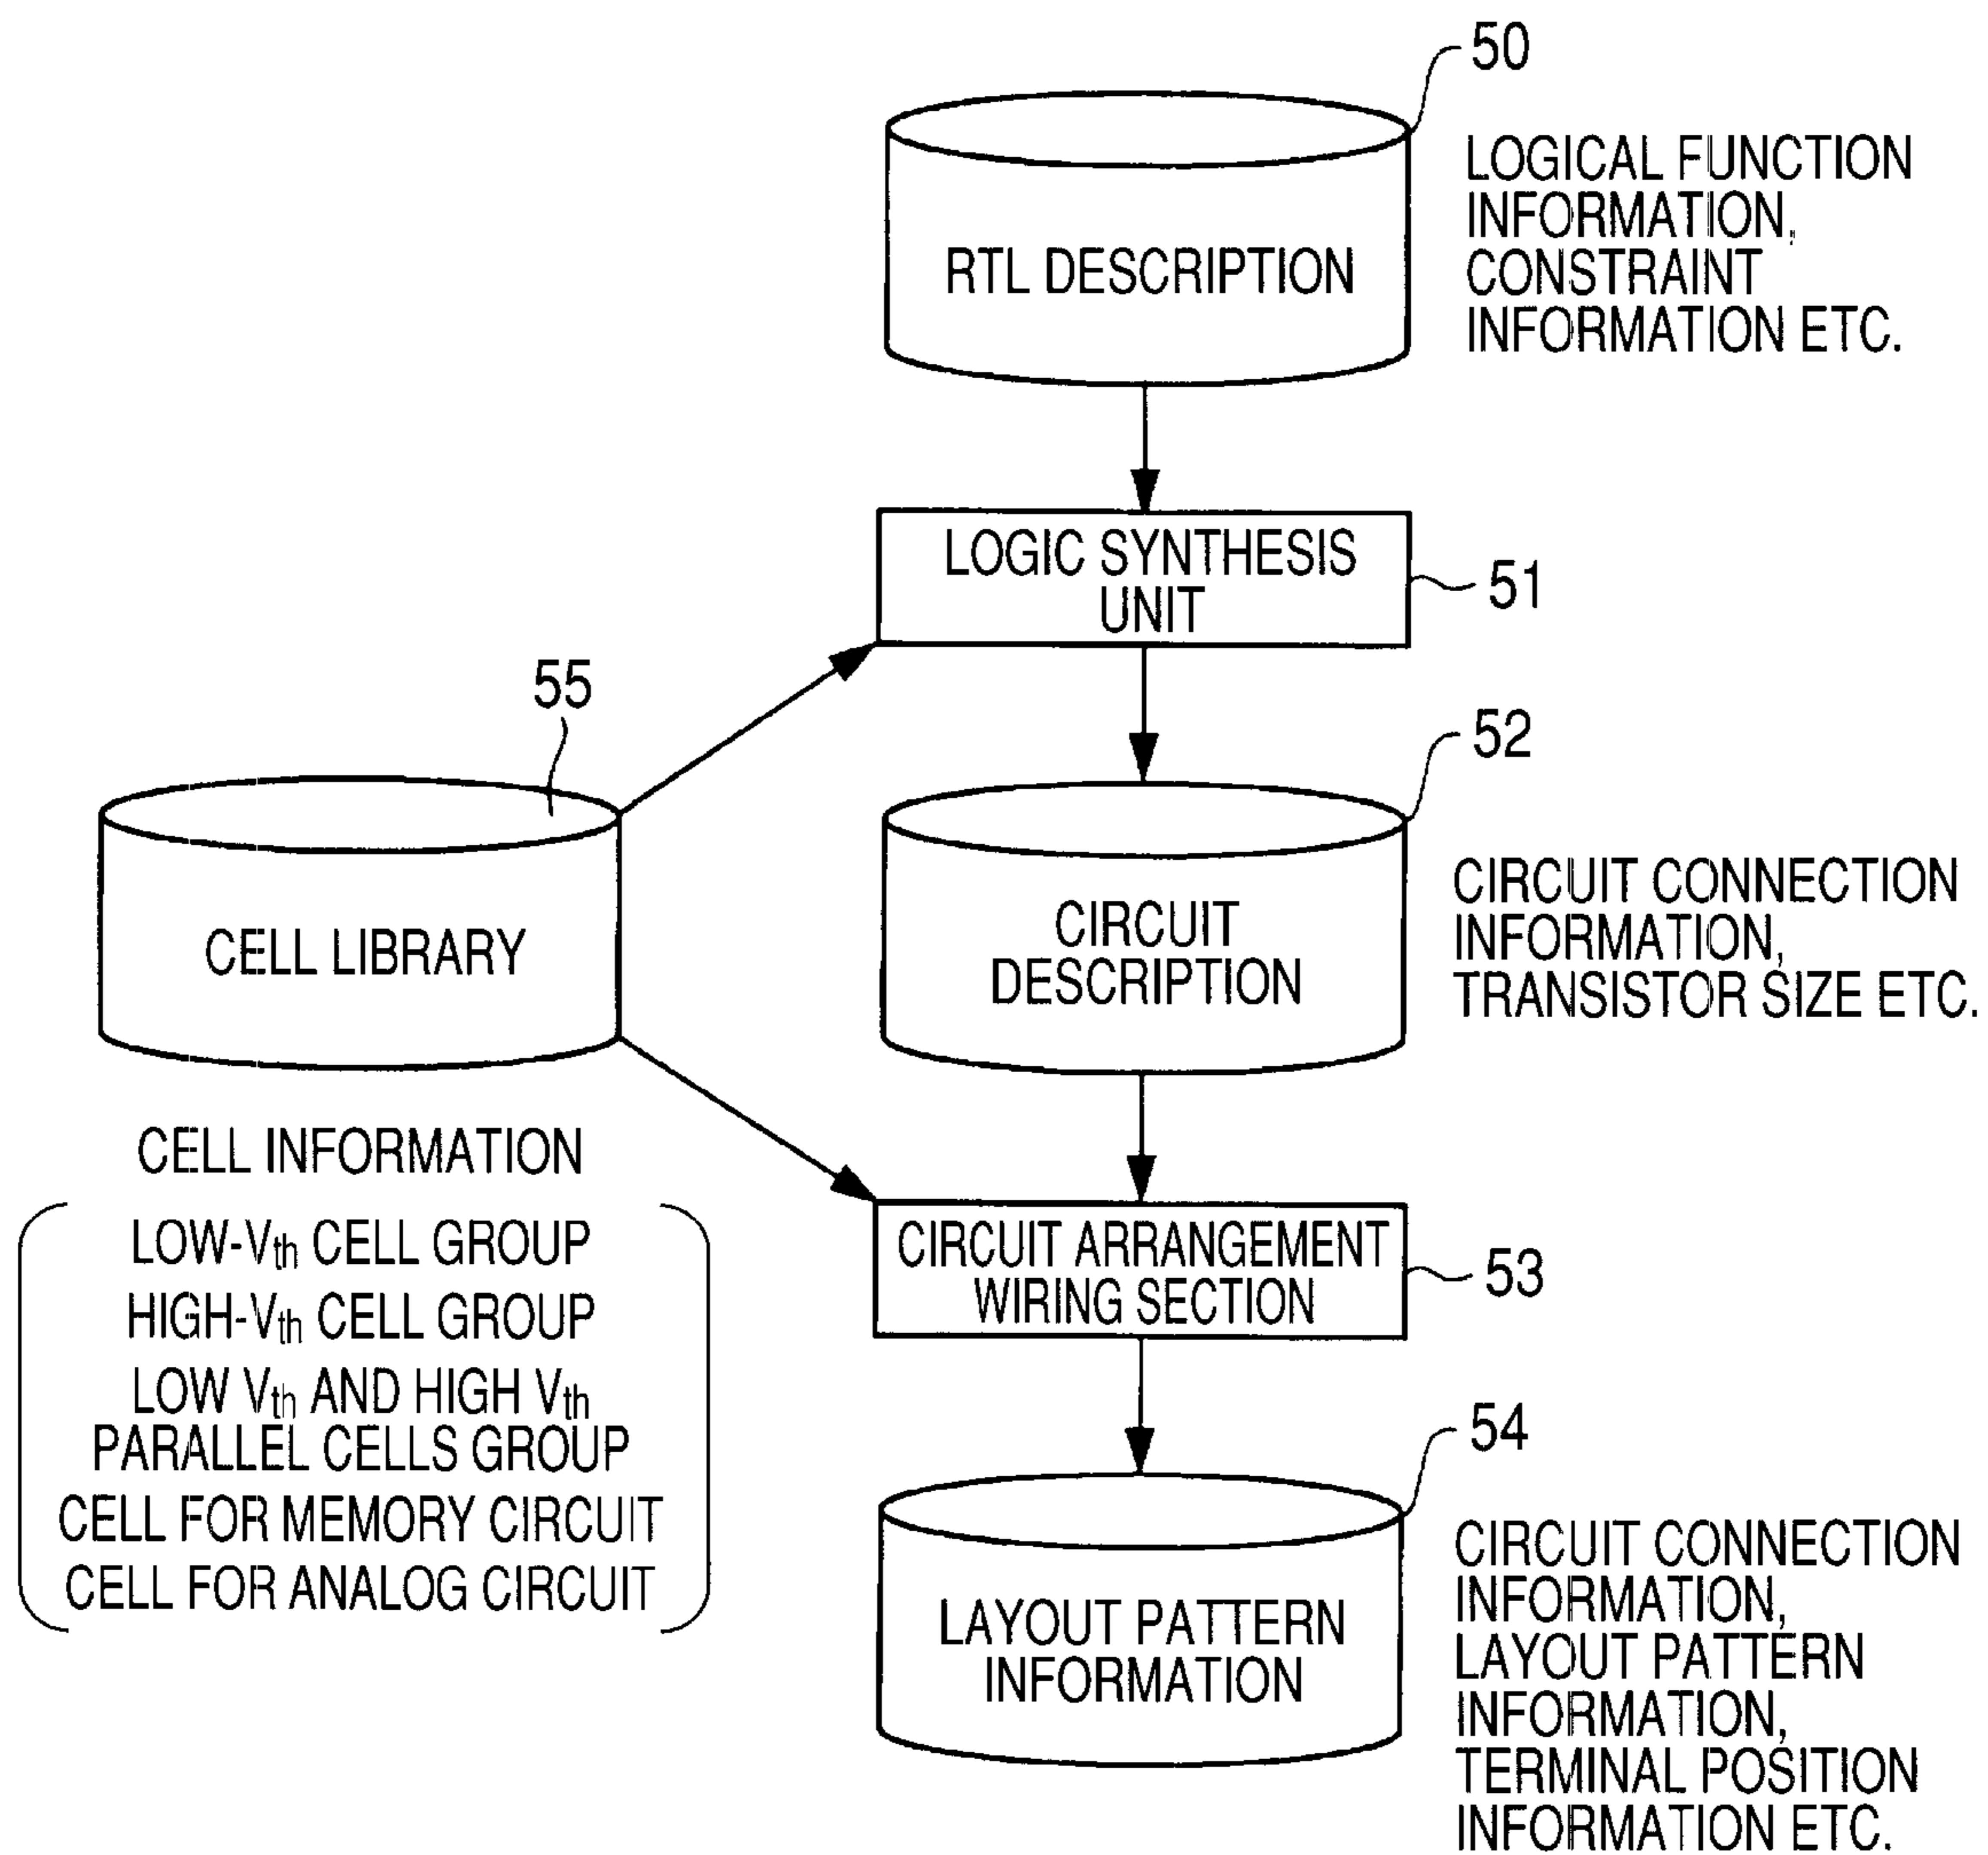 50
RTL DESCRIPTION
LOGICAL FUNCTION
INFORMATION,
CONSTRAINT
INFORMATION ETC.
LOGIC SYNTHESIS
UNIT
51
55
CELL LIBRARY
52
CIRCUIT
DESCRIPTION
CIRCUIT CONNECTION
INFORMATION,
TRANSISTOR SIZE ETC.
CELL INFORMATION
LOW-Vth CELL GROUP
HIGH-Vth CELL GROUP
LOW Vth AND HIGH Vth
PARALLEL CELLS GROUP
CELL FOR MEMORY CIRCUIT
CELL FOR ANALOG CIRCUIT
CIRCUIT ARRANGEMENT
WIRING SECTION
53
54
LAYOUT PATTERN
INFORMATION
CIRCUIT CONNECTION
INFORMATION,
LAYOUT PATTERN
INFORMATION,
TERMINAL POSITION
INFORMATION ETC.